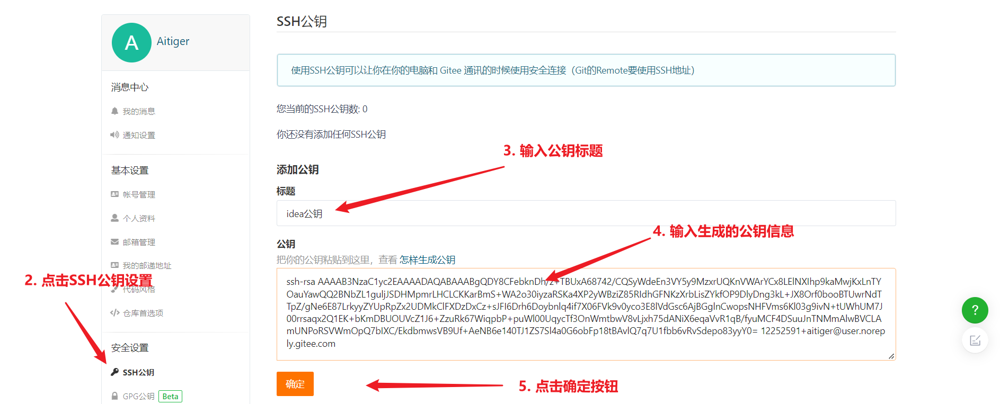 A
Aitiger
消息中心
我的消息
通知设置
基本设置
帐号管理
个人资料
邮箱管理
我的邮递地址
2. 点击SSH公钥设置
代码风格
仓库首选项
安全设置
SSH公钥
GPG公钥 Beta
SSH公钥
使用SSH公钥可以让你在你的电脑和 Gitee 通讯的时候使用安全连接（Git的Remote要使用SSH地址）
您当前的SSH公钥数: 0
你还没有添加任何SSH公钥
3. 输入公钥标题
添加公钥
标题
idea公钥
4. 输入生成的公钥信息
公钥
把你的公钥粘贴到这里，查看 怎样生成公钥
ssh-rsa AAAAB3NzaC1yc2EAAAADAQABAAABgQDY8CFebknDh/z+TBUxA68742/CQSyWdeEn3VY5y9MzxrUQKnVWArYCx8LElNXIhp9kaMwjKxLnTY
OauYawQQ2BNbZL1guljJSDHMpmrLHCLCKKarBmS+WA2o30iyzaRSKa4XP2yWBziZ85RldhGFNKzXrbLisZYkfOP9DlyDng3kL+JX8Orf0booBTUwrNdT
TpZ/gNe6E87LrkyyZYUpRpZx2UDMkClFXDzDxCz+sJFI6Drh6Doybnlq4if7X06FVk9v0yco3E8lVdGsc6AjBGglnCwopsNHFVms6Kl03g9ivN+tUWhUM7J
00rrsaqx2Q1EK+bKmDBUOUVcZ1J6+ZzuRk67WiqpbP+puWl00UqycTf3OnWmtbwV8vLjxh75dANiX6eqaVvR1qB/fyuMCF4DSuuJnTNMmAlwBVCLA
mUNPoRSVWmOpQ7bIXC/EkdbmwsVB9Uf+AeNB6e140TJ1ZS7Sl4a0G6obFp18tBAvlQ7q7U1fbb6vRvSdepo83yyY0= 12252591+aitiger@user.norep
ly.gitee.com
确定
5. 点击确定按钮
?